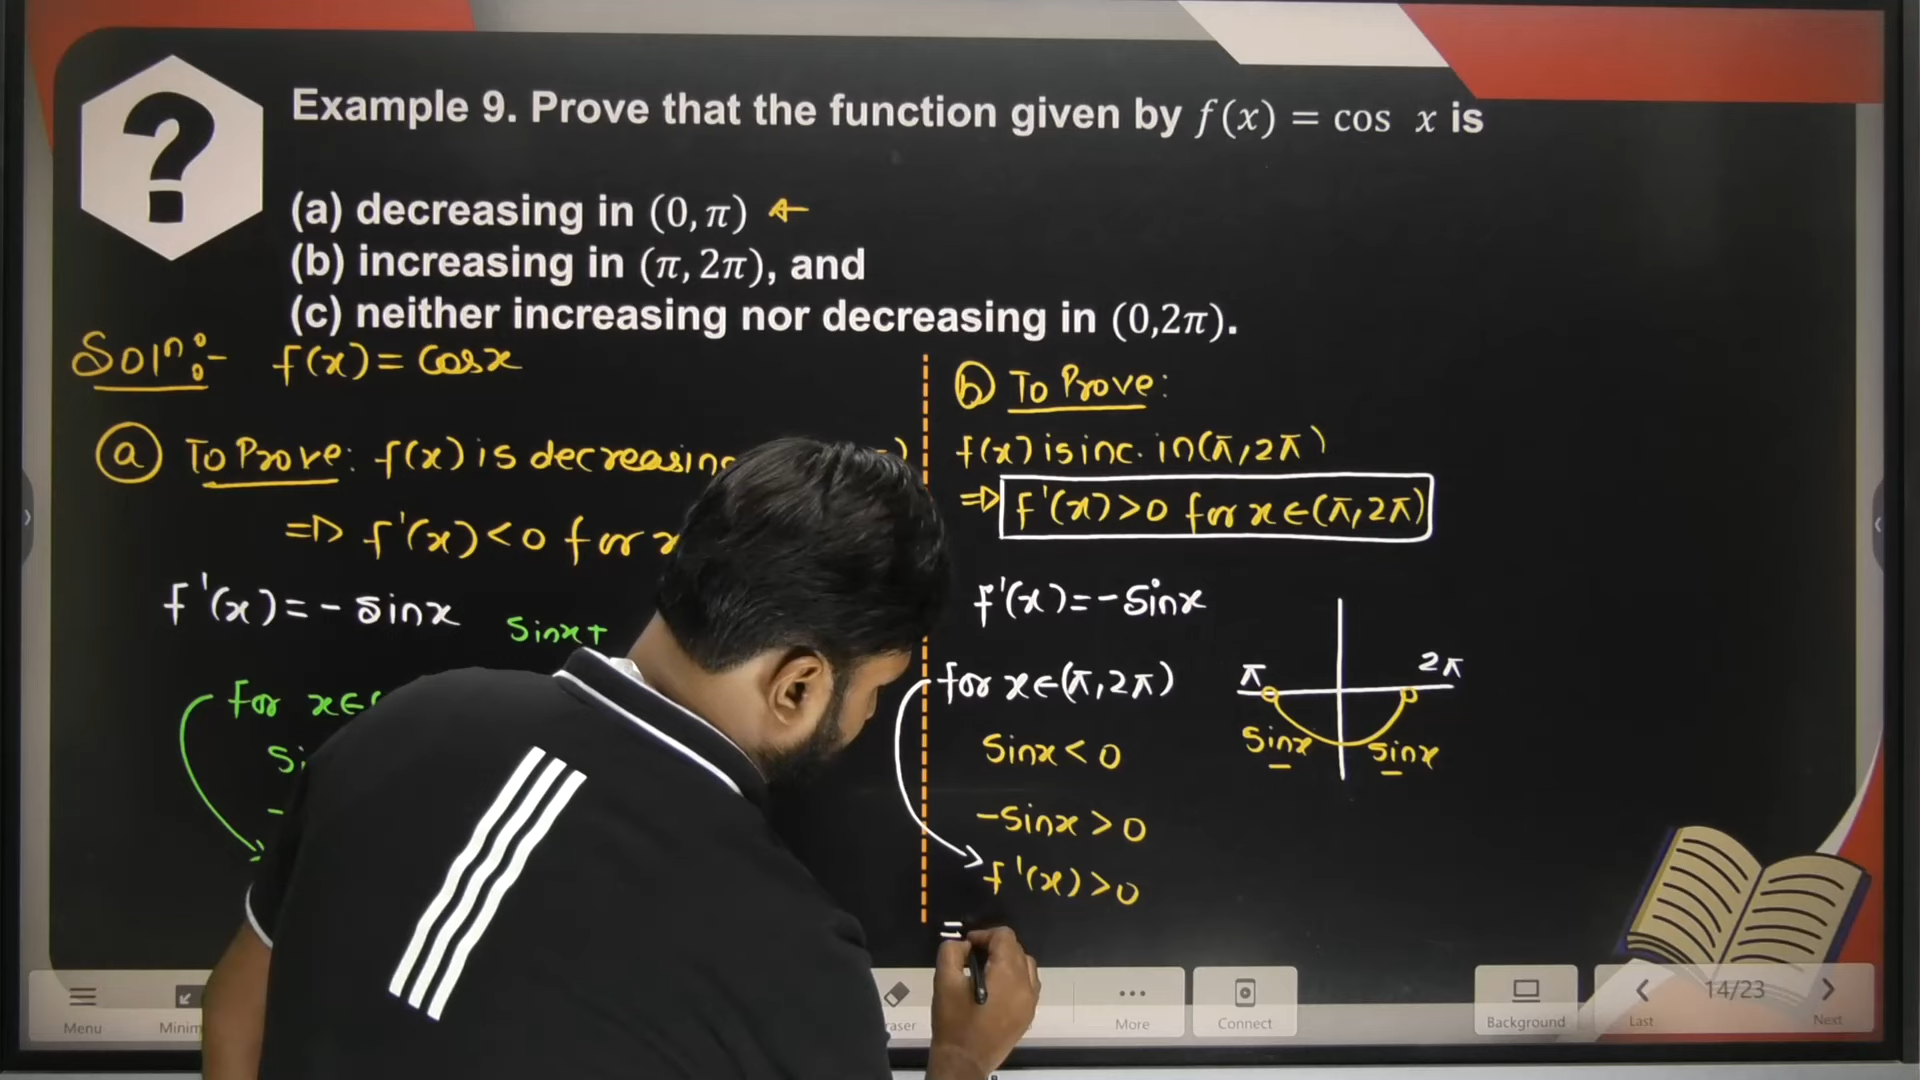 ?
Example 9. Prove that the function given by f(x) = cos x is
(a) decreasing in (0, π) ←
(b) increasing in (π, 2π), and
(c) neither increasing nor decreasing in (0,2π).
Soln:- f(x) = cosx
(a) To Prove: f(x) is decreasing )
=> f'(x) < 0 for x
f'(x) = - sinx
sinx +
for x∈(
Si
-
(b) To Prove:
f(x) is inc. in (π, 2π)
=> f'(x) > 0 for x ∈ (π, 2π)
f'(x) = - sinx
for x ∈ (π, 2π)
π 2π
sinx sinx
- -
sinx < 0
-sinx > 0
f'(x) > 0
=
Menu
More
Connect
Background
Last
14/23
Next